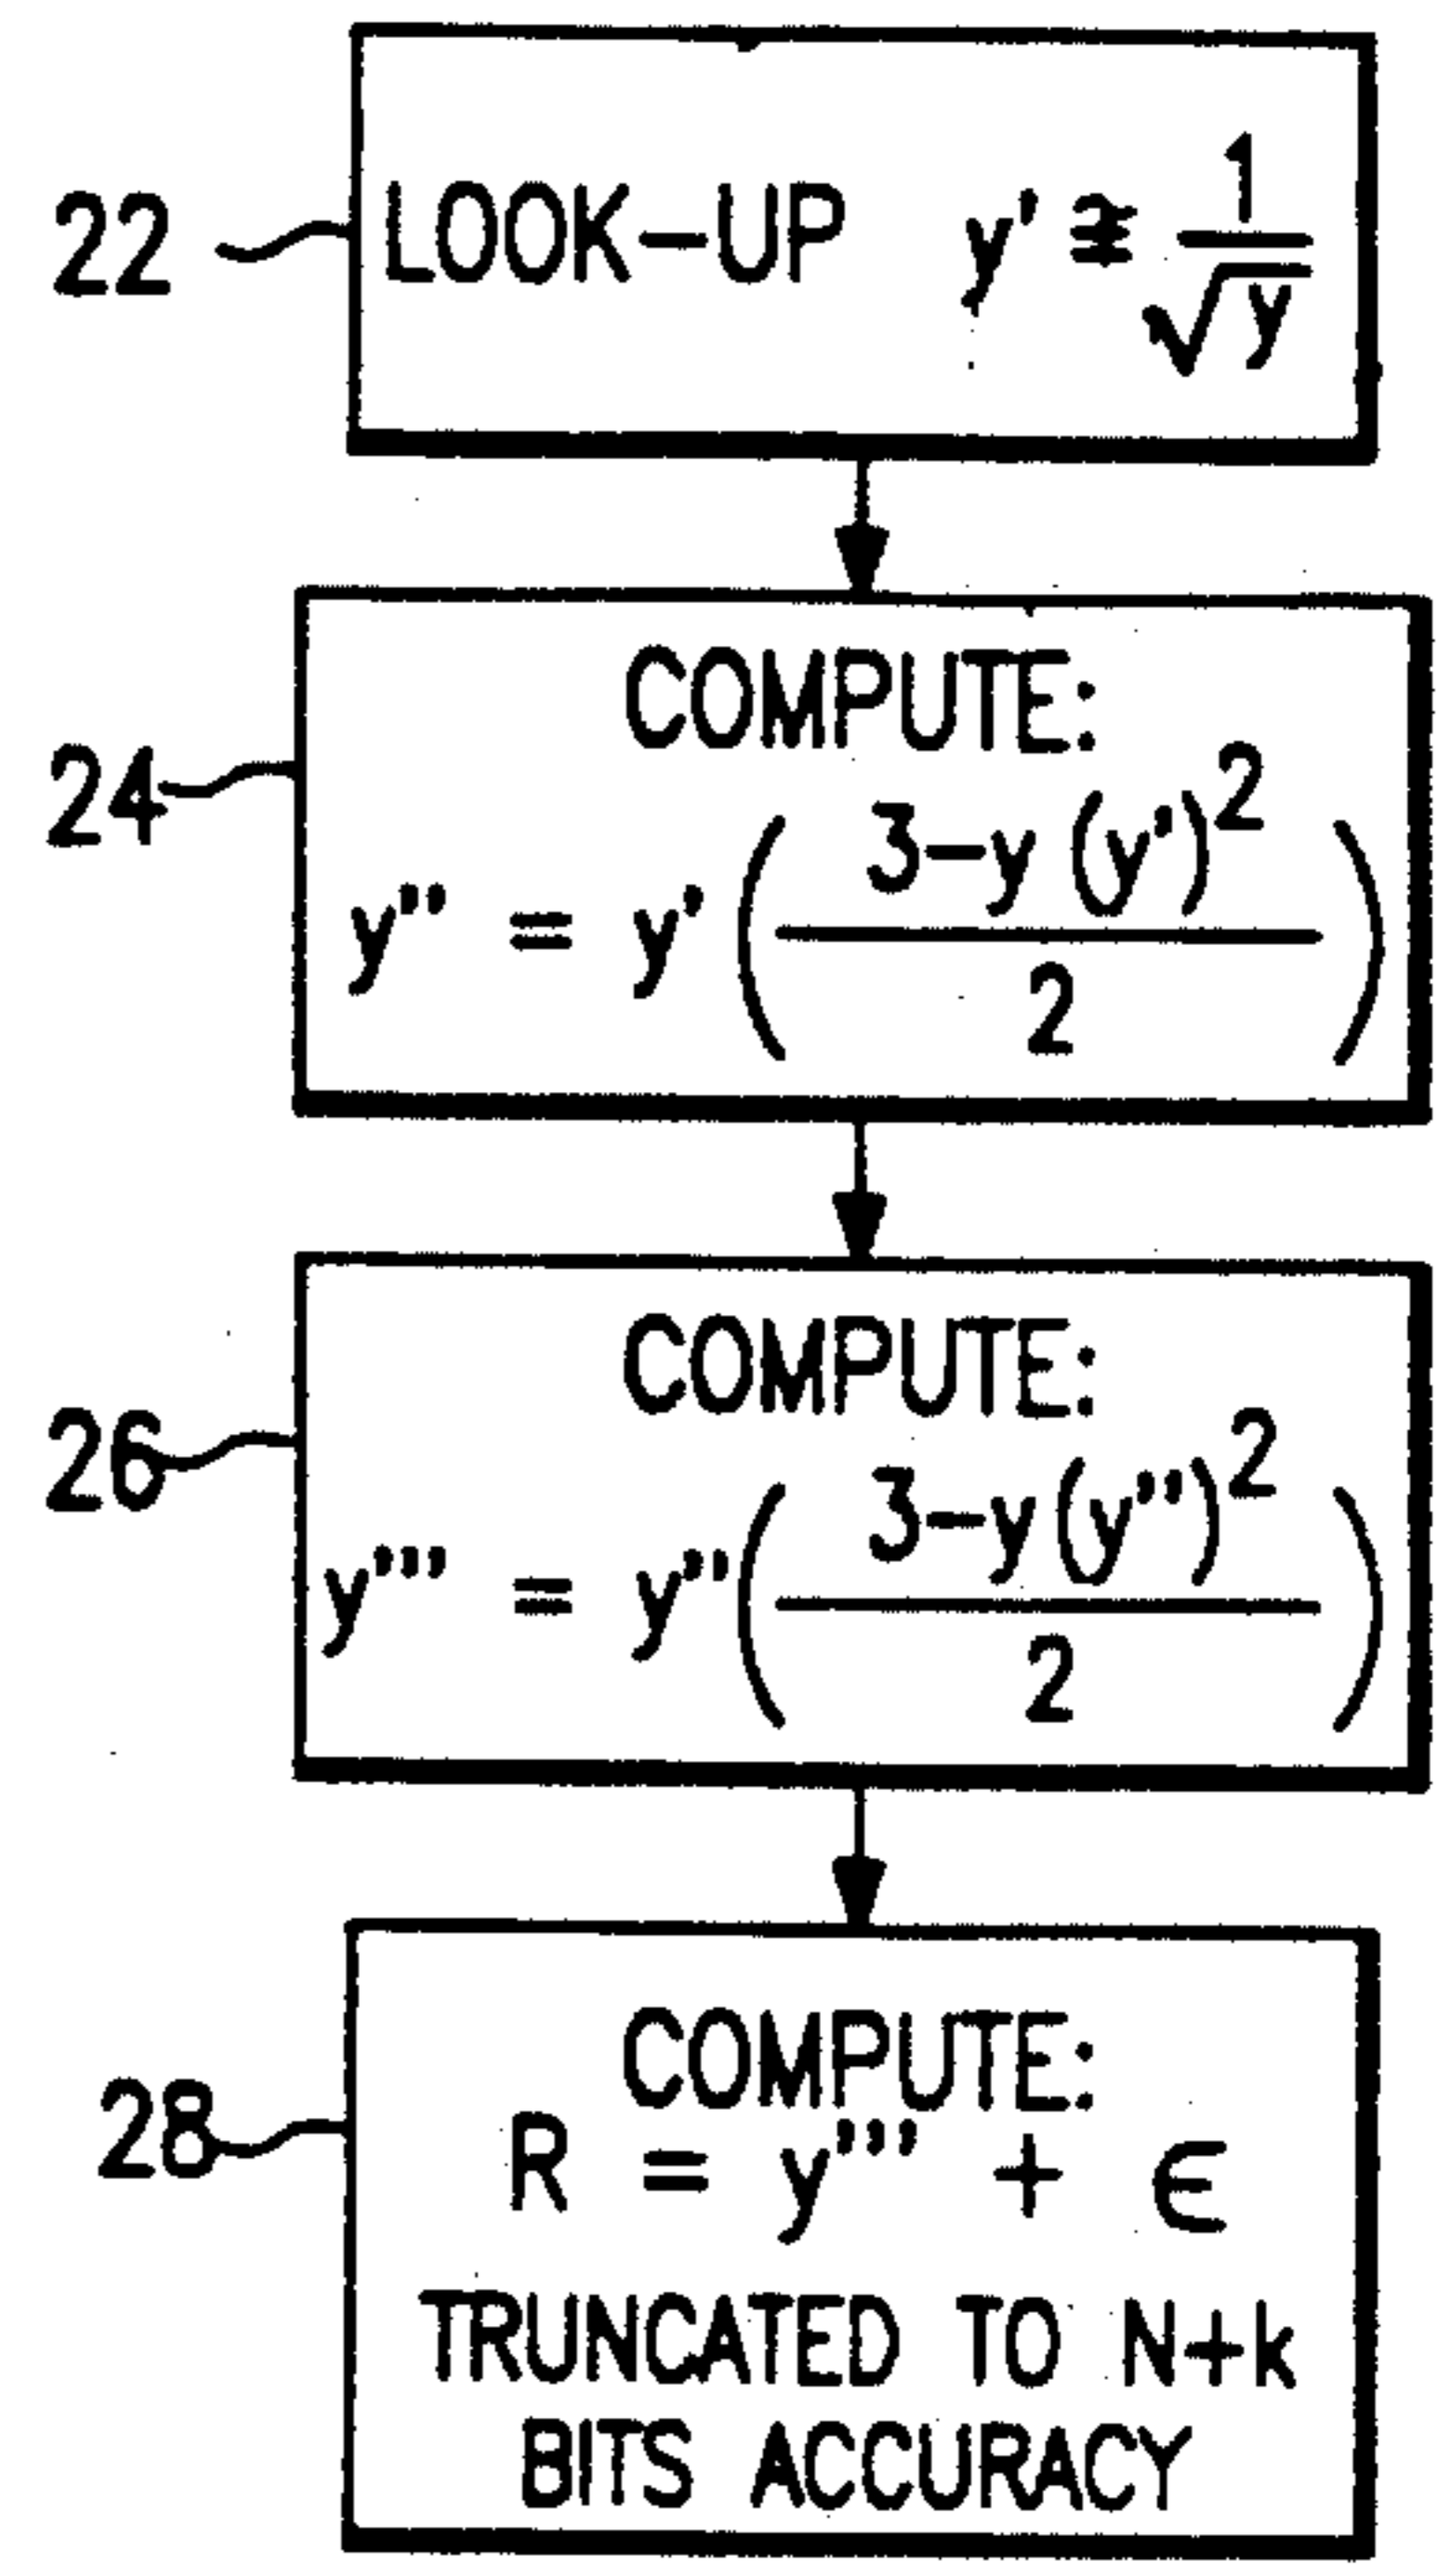 22 LOOK-UP y' ≅ 1/√y
24 COMPUTE:
y'' = y' ( (3-y(y')²) / 2 )
26 COMPUTE:
y''' = y'' ( (3-y(y'')²) / 2 )
28 COMPUTE:
R = y''' + ϵ
TRUNCATED TO N+k
BITS ACCURACY